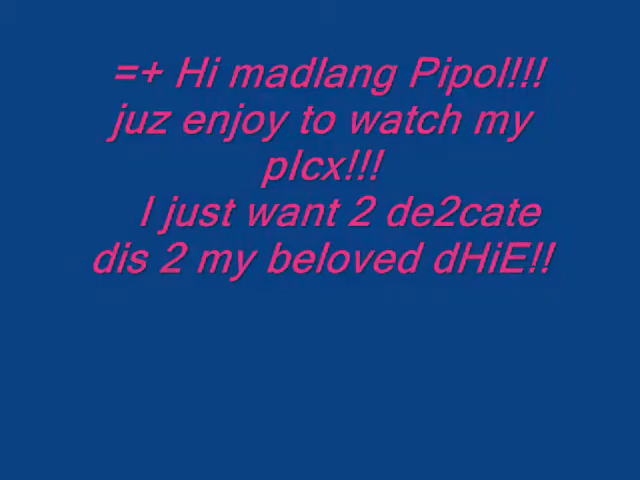 =+ Hi madlang Pipol!!!
juz enjoy to watch my
pIcx!!!
I just want 2 de2cate
dis 2 my beloved dHiE!!